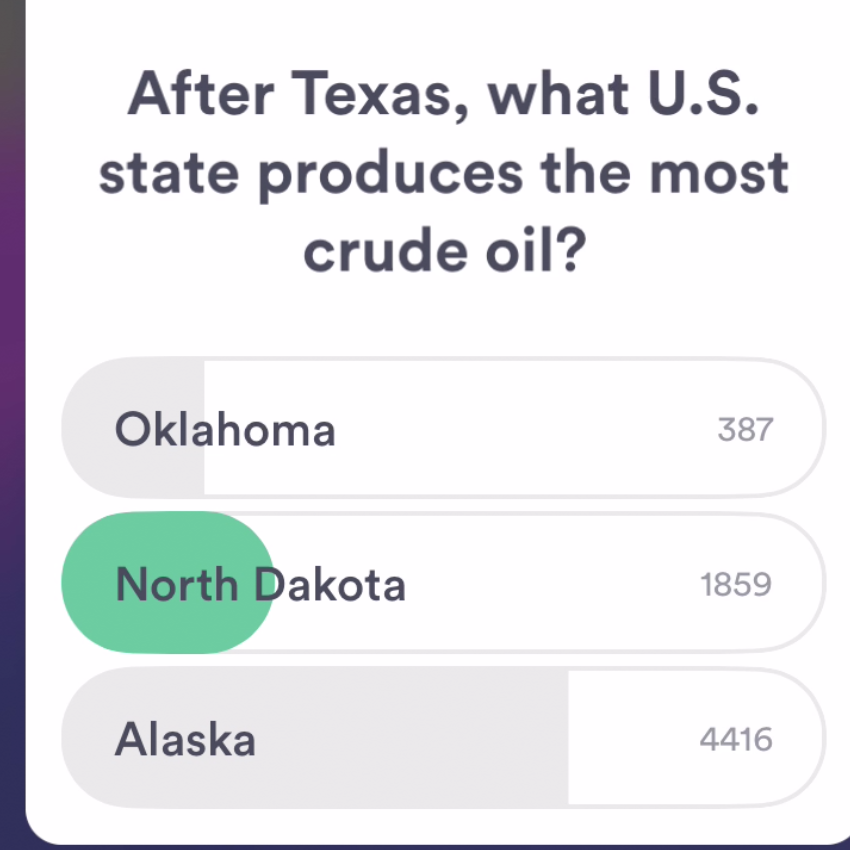 After Texas, what U.S.
state produces the most
crude oil?
Oklahoma 387
North Dakota 1859
Alaska 4416